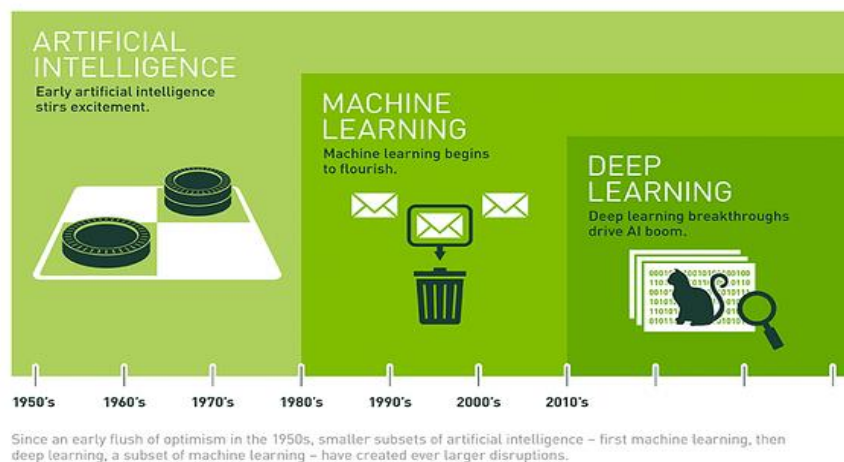 ARTIFICIAL
INTELLIGENCE
Early artificial intelligence
stirs excitement.
MACHINE
LEARNING
Machine learning begins
to flourish.
DEEP
LEARNING
Deep learning breakthroughs
drive AI boom.
1950's 1960's 1970's 1980's 1990's 2000's 2010's
Since an early flush of optimism in the 1950s, smaller subsets of artificial intelligence – first machine learning, then
deep learning, a subset of machine learning – have created ever larger disruptions.